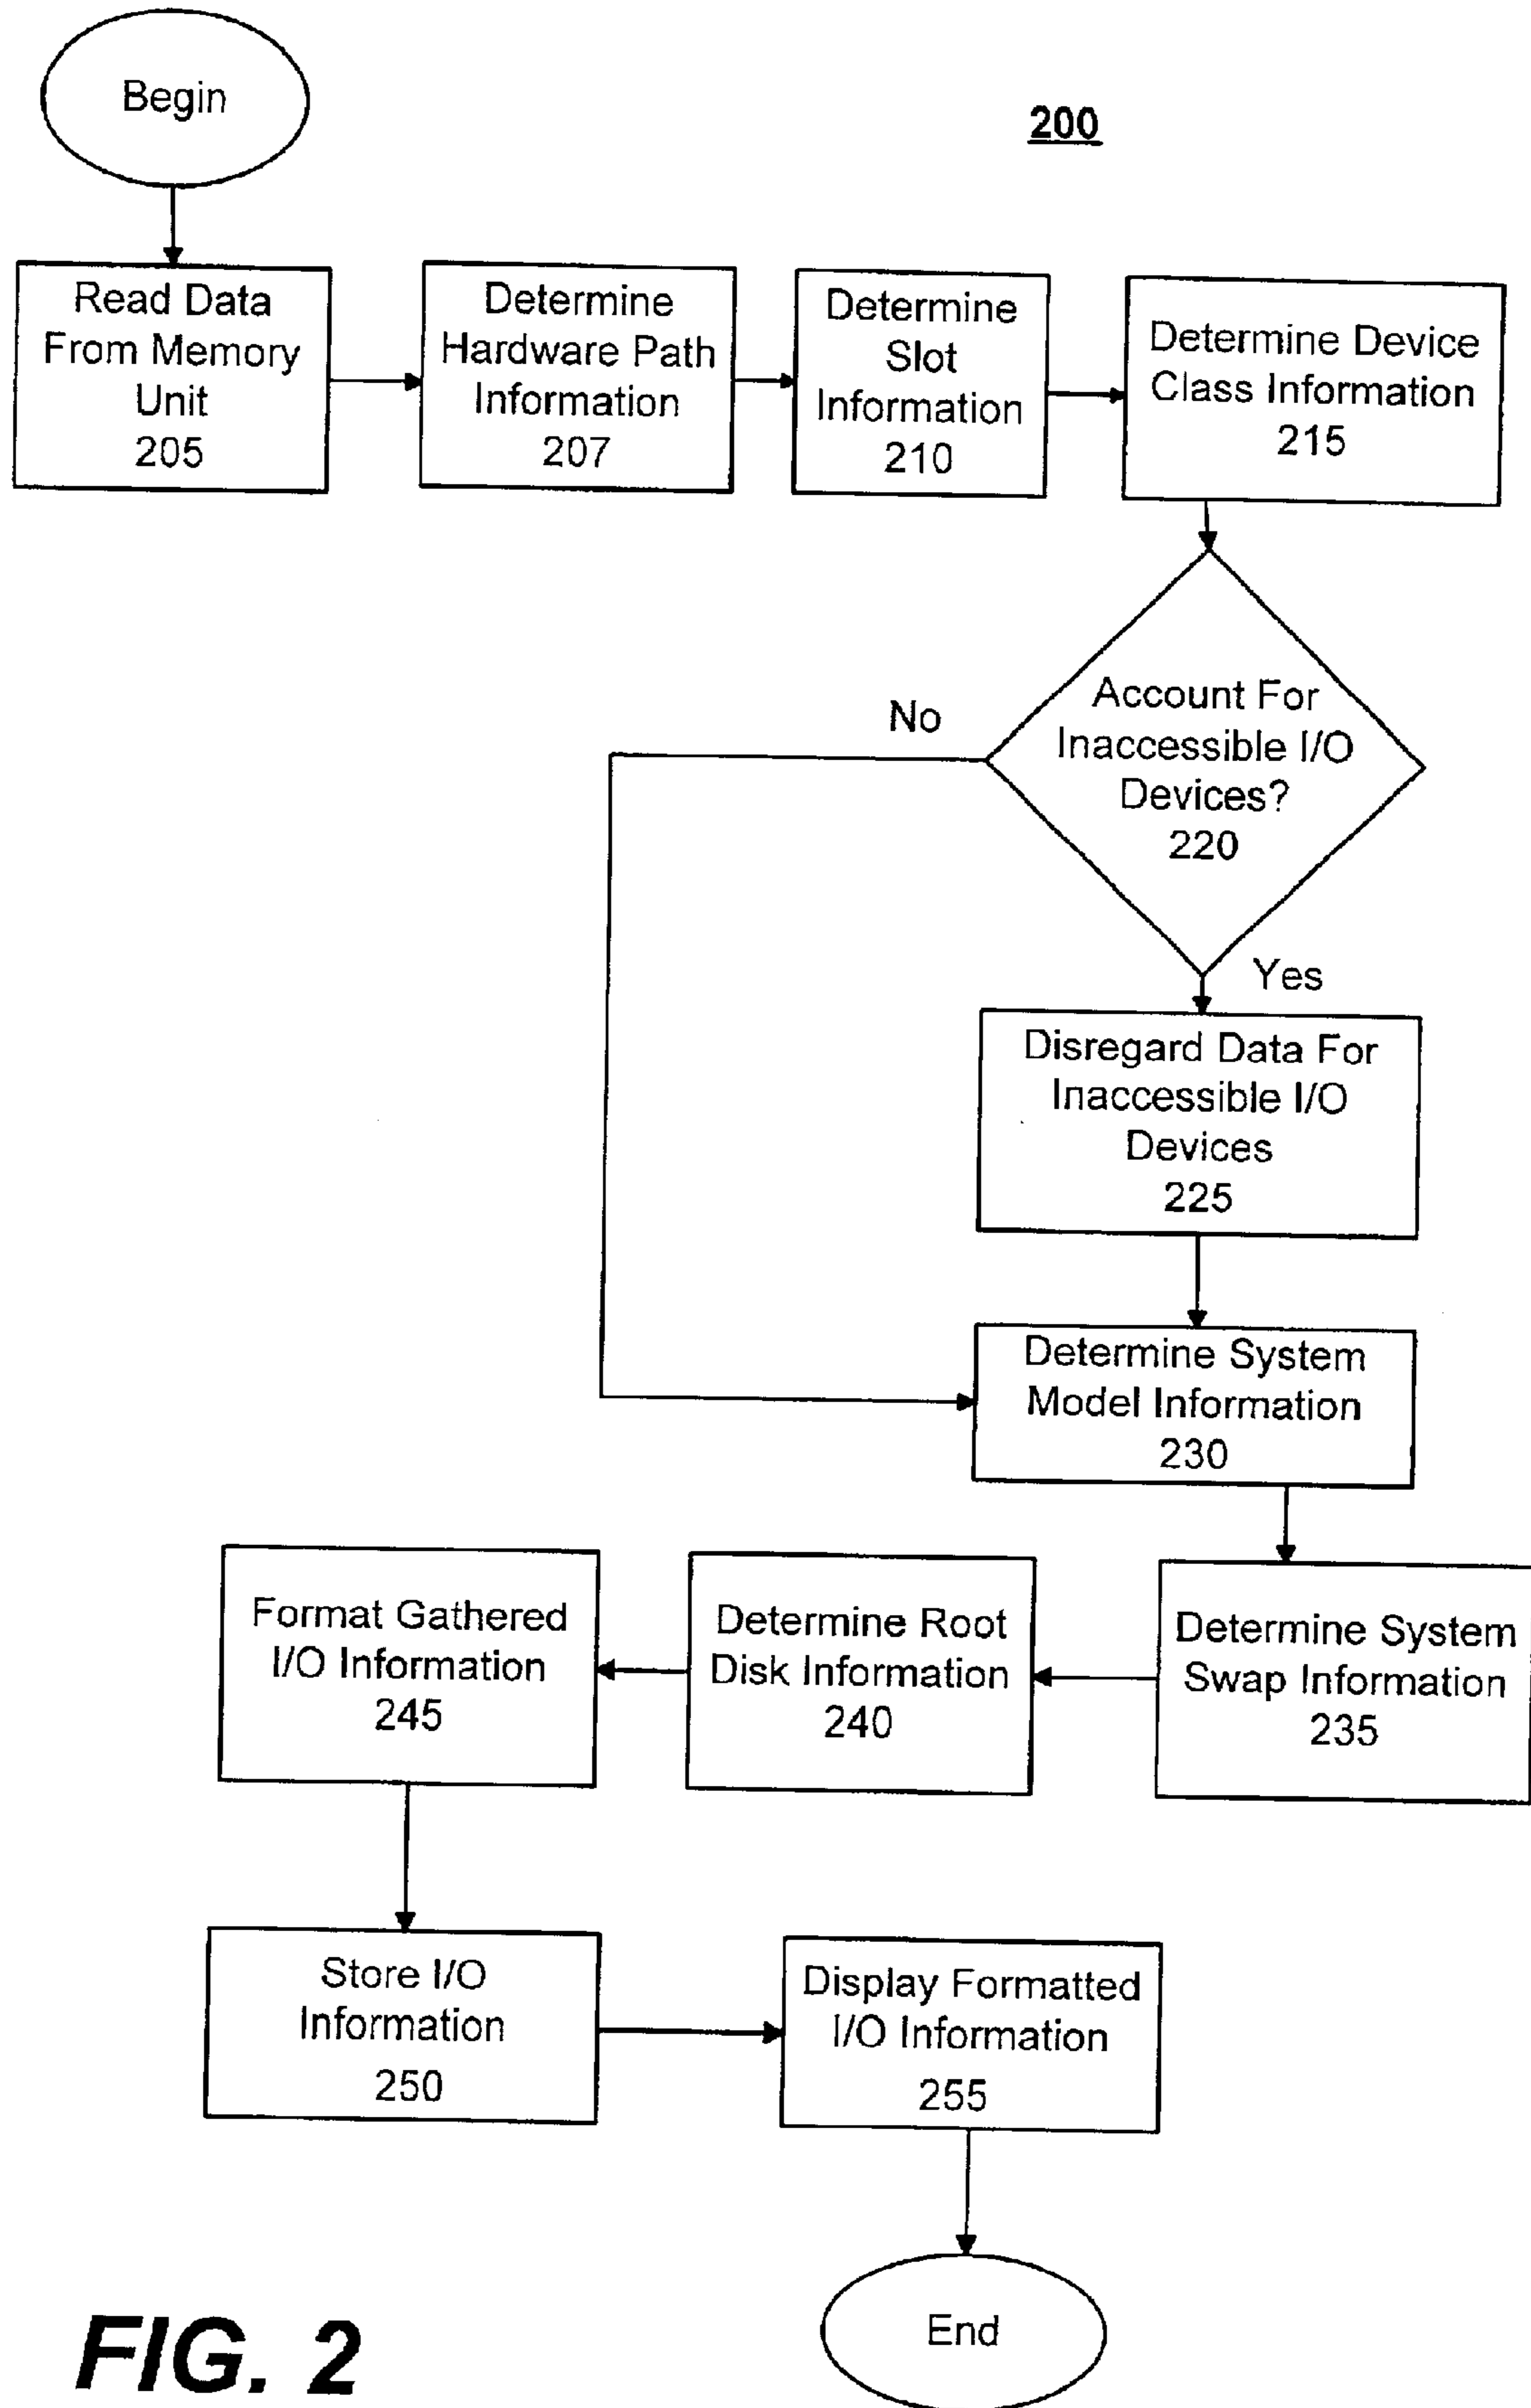 Begin
200
Read Data
From Memory
Unit
205
Determine
Hardware Path
Information
207
Determine
Slot
Information
210
Determine Device
Class Information
215
Account For
Inaccessible I/O
Devices?
220
No
Yes
Disregard Data For
Inaccessible I/O
Devices
225
Determine System
Model Information
230
Determine System
Swap Information
235
Determine Root
Disk Information
240
Format Gathered
I/O Information
245
Store I/O
Information
250
Display Formatted
I/O Information
255
End
FIG. 2